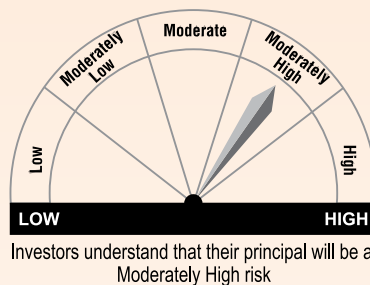 Moderate
Moderately
Low
Moderately
High
Low
High
LOW
HIGH
Investors understand that their principal will be a
Moderately High risk